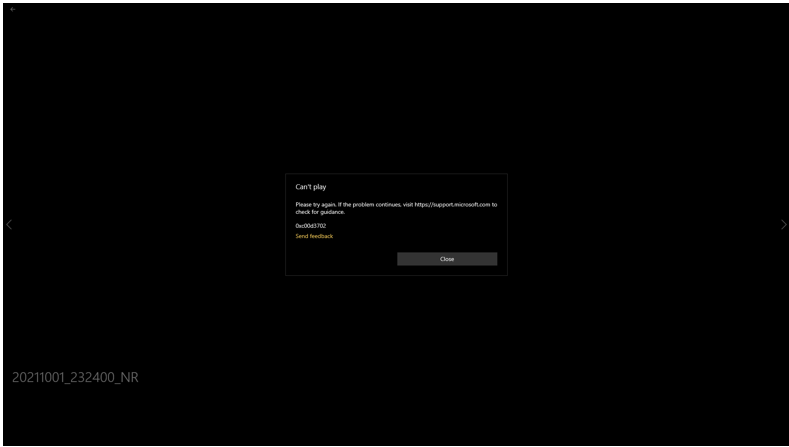 Can't play
Please try again. If the problem continues, visit https://support.microsoft.com to
check for guidance.
0xc00d3702
Send feedback
Close
20211001_232400_NR